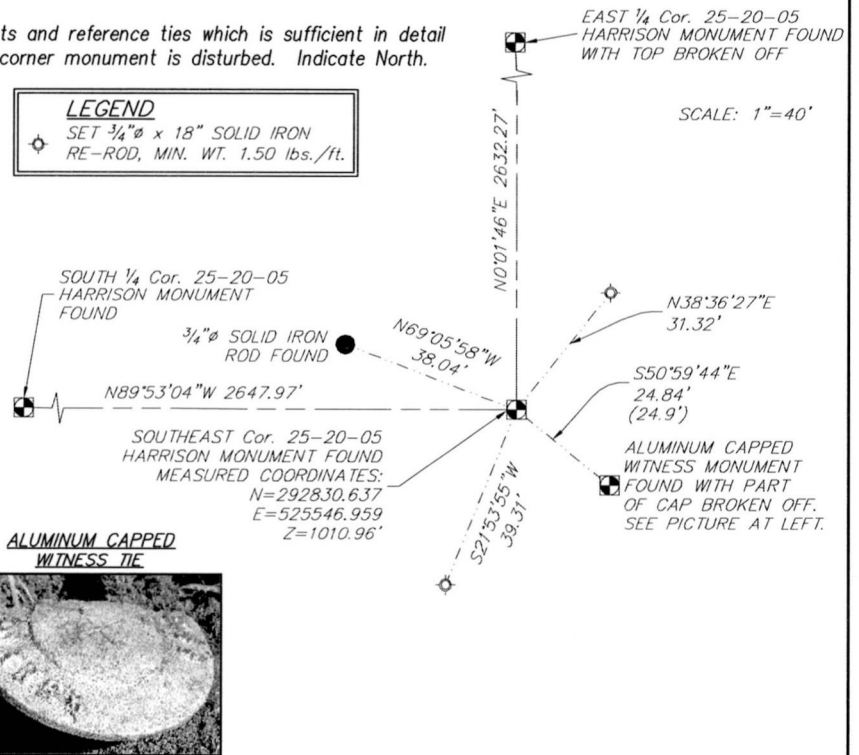 ts and reference ties which is sufficient in detail
corner monument is disturbed. Indicate North.
EAST ¼ Cor. 25-20-05
HARRISON MONUMENT FOUND
WITH TOP BROKEN OFF
LEGEND
SET ¾"ø x 18" SOLID IRON
RE-ROD, MIN. WT. 1.50 lbs./ft.
SCALE: 1"=40'
N0°01'46"E 2632.27'
SOUTH ¼ Cor. 25-20-05
HARRISON MONUMENT
FOUND
¾"ø SOLID IRON
ROD FOUND
N69°05'58"W
38.04'
N38°36'27"E
31.32'
N89°53'04"W 2647.97'
S50°59'44"E
24.84'
(24.9')
SOUTHEAST Cor. 25-20-05
HARRISON MONUMENT FOUND
MEASURED COORDINATES:
N=292830.637
E=525546.959
Z=1010.96'
ALUMINUM CAPPED
WITNESS MONUMENT
FOUND WITH PART
OF CAP BROKEN OFF.
SEE PICTURE AT LEFT.
S21°53'55"W
39.31'
ALUMINUM CAPPED
WITNESS TIE